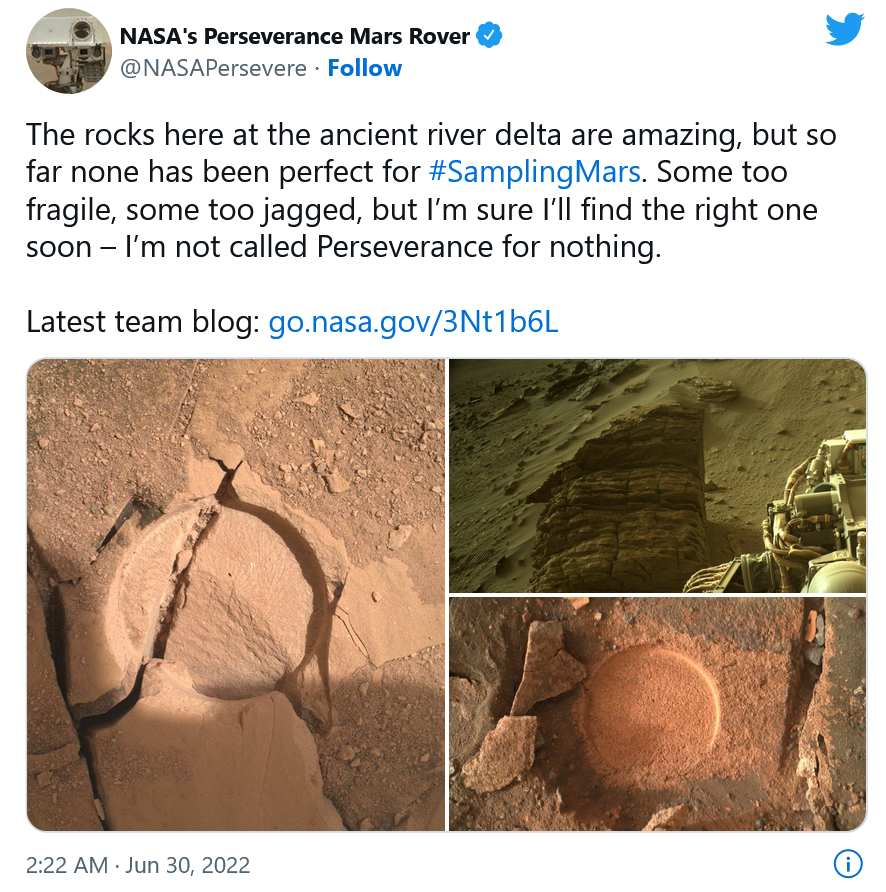 NASA's Perseverance Mars Rover
@NASAPersevere · Follow
The rocks here at the ancient river delta are amazing, but so
far none has been perfect for #SamplingMars. Some too
fragile, some too jagged, but I’m sure I’ll find the right one
soon – I’m not called Perseverance for nothing.
Latest team blog: go.nasa.gov/3Nt1b6L
2:22 AM · Jun 30, 2022